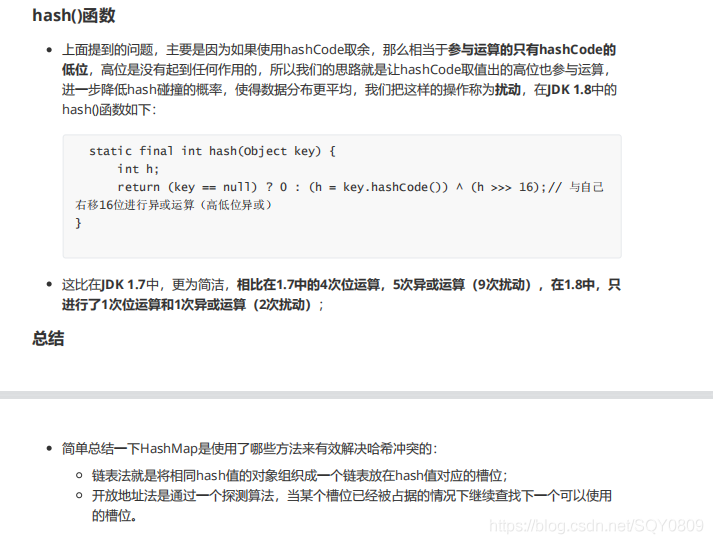 hash()函数
上面提到的问题，主要是因为如果使用hashCode取余，那么相当于参与运算的只有hashCode的
低位，高位是没有起到任何作用的，所以我们的思路就是让hashCode取值出的高位也参与运算，
进一步降低hash碰撞的概率，使得数据分布更平均，我们把这样的操作称为扰动，在JDK 1.8中的
hash()函数如下：
static final int hash(Object key) {
int h;
return (key == null) ? 0 : (h = key.hashCode()) ^ (h >>> 16);// 与自己
右移16位进行异或运算（高低位异或）
}
这比在JDK 1.7中，更为简洁，相比在1.7中的4次位运算，5次异或运算（9次扰动），在1.8中，只
进行了1次位运算和1次异或运算（2次扰动）；
总结
简单总结一下HashMap是使用了哪些方法来有效解决哈希冲突的：
链表法就是将相同hash值的对象组织成一个链表放在hash值对应的槽位；
开放地址法是通过一个探测算法，当某个槽位已经被占据的情况下继续查找下一个可以使用
的槽位。
https://blog.csdn.net/SQY0809